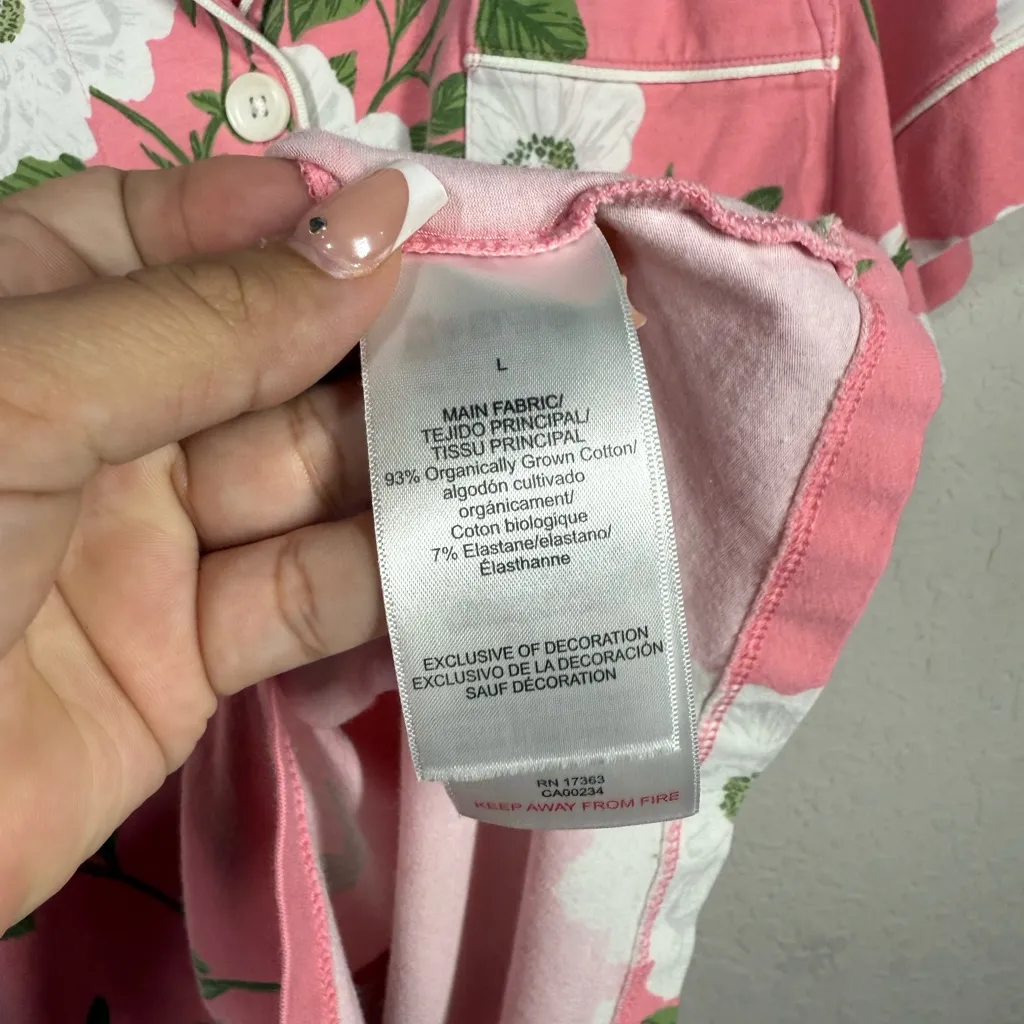 L
MAIN FABRIC/
TEJIDO PRINCIPAL/
TISSU PRINCIPAL
93% Organically Grown Cotton/
algodón cultivado
orgánicament/
Coton biologique
7% Elastane/elastano/
Élasthanne
EXCLUSIVE OF DECORATION
EXCLUSIVO DE LA DECORACIÓN
SAUF DÉCORATION
RN 17363
CA00234
KEEP AWAY FROM FIRE